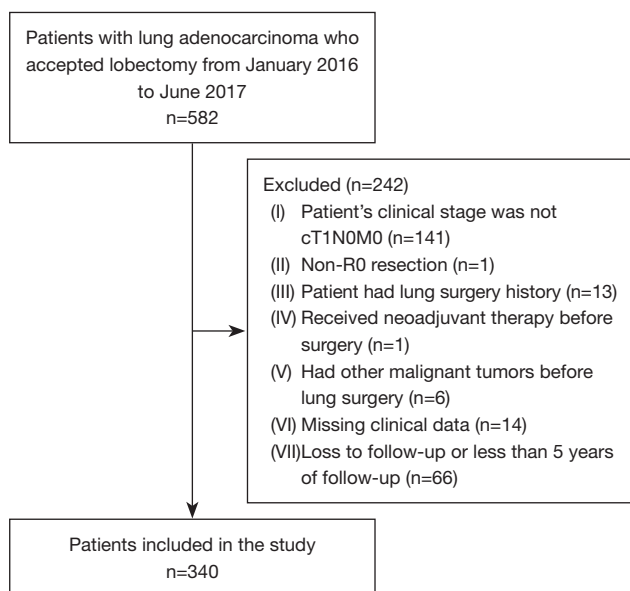 Patients with lung adenocarcinoma who
accepted lobectomy from January 2016
to June 2017
n=582
Excluded (n=242)
(I) Patient's clinical stage was not
cT1N0M0 (n=141)
(II) Non-R0 resection (n=1)
(III) Patient had lung surgery history (n=13)
(IV) Received neoadjuvant therapy before
surgery (n=1)
(V) Had other malignant tumors before
lung surgery (n=6)
(VI) Missing clinical data (n=14)
(VII)Loss to follow-up or less than 5 years
of follow-up (n=66)
Patients included in the study
n=340